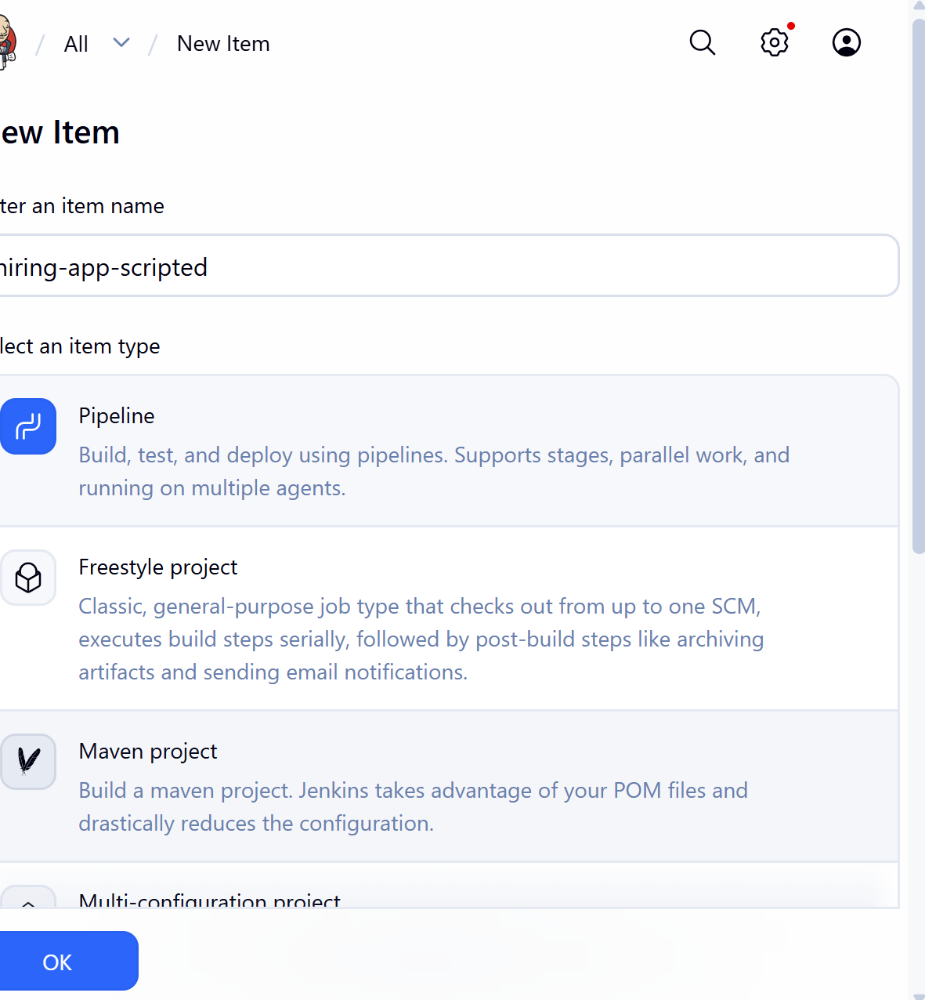 / All / New Item
ew Item
ter an item name
hiring-app-scripted
lect an item type
Pipeline
Build, test, and deploy using pipelines. Supports stages, parallel work, and
running on multiple agents.
Freestyle project
Classic, general-purpose job type that checks out from up to one SCM,
executes build steps serially, followed by post-build steps like archiving
artifacts and sending email notifications.
Maven project
Build a maven project. Jenkins takes advantage of your POM files and
drastically reduces the configuration.
Multi-configuration project
OK